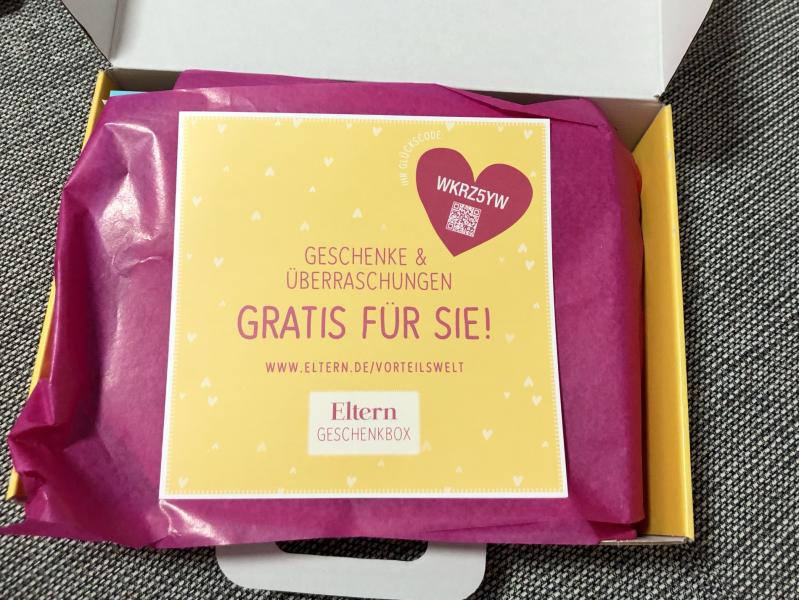 IHR GLÜCKSCODE:
WKRZ5YW
GESCHENKE &
ÜBERRASCHUNGEN
GRATIS FÜR SIE!
WWW.ELTERN.DE/VORTEILSWELT
Eltern
GESCHENKBOX